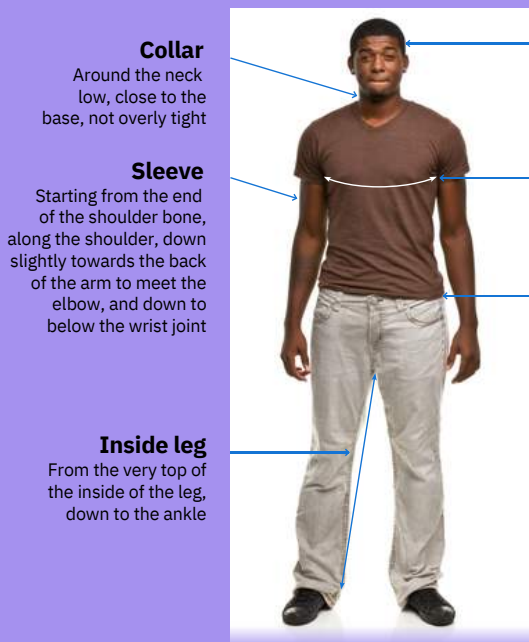 Collar
Around the neck
low, close to the
base, not overly tight
Sleeve
Starting from the end
of the shoulder bone,
along the shoulder, down
slightly towards the back
of the arm to meet the
elbow, and down to
below the wrist joint
Inside leg
From the very top of
the inside of the leg,
down to the ankle